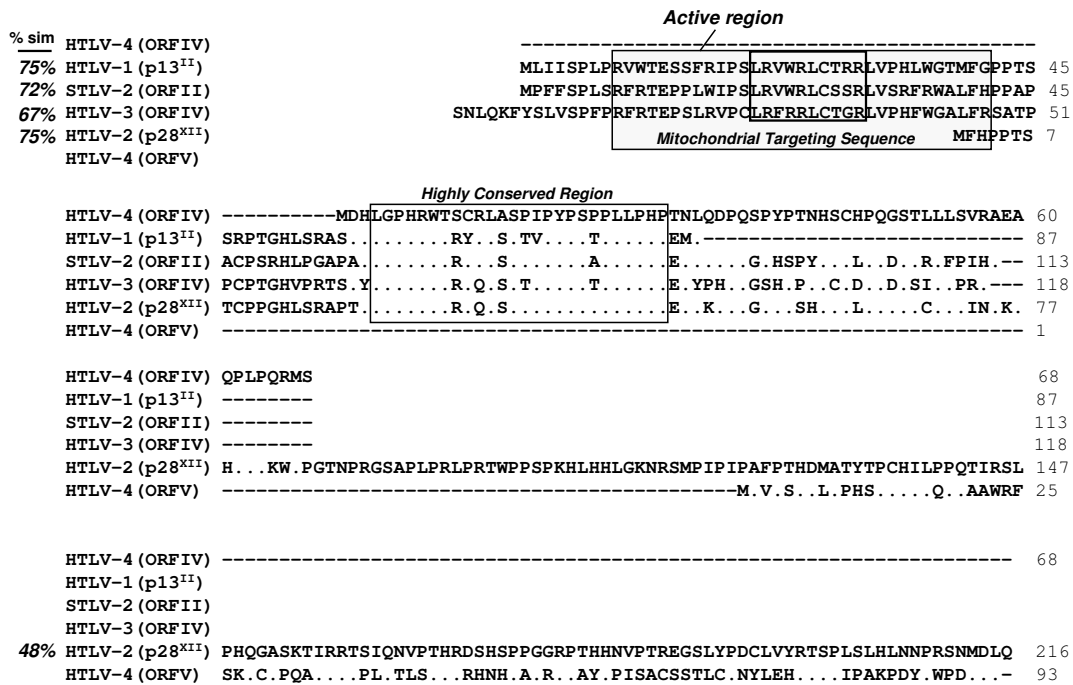 Active region
% sim HTLV-4(ORFIV) ----------------------------------------------
75% HTLV-1(p13II) MLIISPLPRVWTESSFRIPSLRVWRLCTRRLVPHLWGTMFGPPTS 45
72% STLV-2(ORFII) MPFFSPLSRFRTEPPLWIPSLRVWRLCSSRLVSRFRWALFHPPAP 45
67% HTLV-3(ORFIV) SNLQKFYSLVSPFPRFRTEPSLRVPCLRFRRLCTGRLVPHFWGALFRSATP 51
75% HTLV-2(p28XII) Mitochondrial Targeting Sequence MFHPPTS 7
HTLV-4(ORFV)
Highly Conserved Region
HTLV-4(ORFIV) ----------MDHLGPHRWTSCRLASPIPYPSPPLLPHPTNLQDPQSPYPTNHSCHPQGSTLLLSVRAEA 60
HTLV-1(p13II) SRPTGHLSRAS..........RY..S.TV....T......EM.---------------------------- 87
STLV-2(ORFII) ACPSRHLPGAPA.........R...S.......A......E......G.HSPY...L..D..R.FPIH.-- 113
HTLV-3(ORFIV) PCPTGHVPRTS.Y........R.Q.S.T.....T......E.YPH..GSH.P..C.D..D.SI..PR.--- 118
HTLV-2(p28XII) TCPPGHLSRAPT.........R.Q.S..............E..K...G...SH...L.....C...IN.K. 77
HTLV-4(ORFV) ---------------------------------------------------------------------- 1
HTLV-4(ORFIV) QPLPQRMS 68
HTLV-1(p13II) -------- 87
STLV-2(ORFII) -------- 113
HTLV-3(ORFIV) -------- 118
HTLV-2(p28XII) H...KW.PGTNPRGSAPLPRLPRTWPPSPKHLHHLGKNRSMPIPIPAFPTHDMATYTPCHILPPQTIRSL 147
HTLV-4(ORFV) ---------------------------------------------M.V.S..L.PHS.....Q..AAWRF 25
HTLV-4(ORFIV) --------------------------------------------------------------------- 68
HTLV-1(p13II)
STLV-2(ORFII)
HTLV-3(ORFIV)
48% HTLV-2(p28XII) PHQGASKTIRRTSIQNVPTHRDSHSPPGGRPTHHNVPTREGSLYPDCLVYRTSPLSLHLNNPRSNMDLQ 216
HTLV-4(ORFV) SK.C.PQA....PL.TLS...RHNH.A.R..AY.PISACSSTLC.NYLEH....IPAKPDY.WPD...- 93